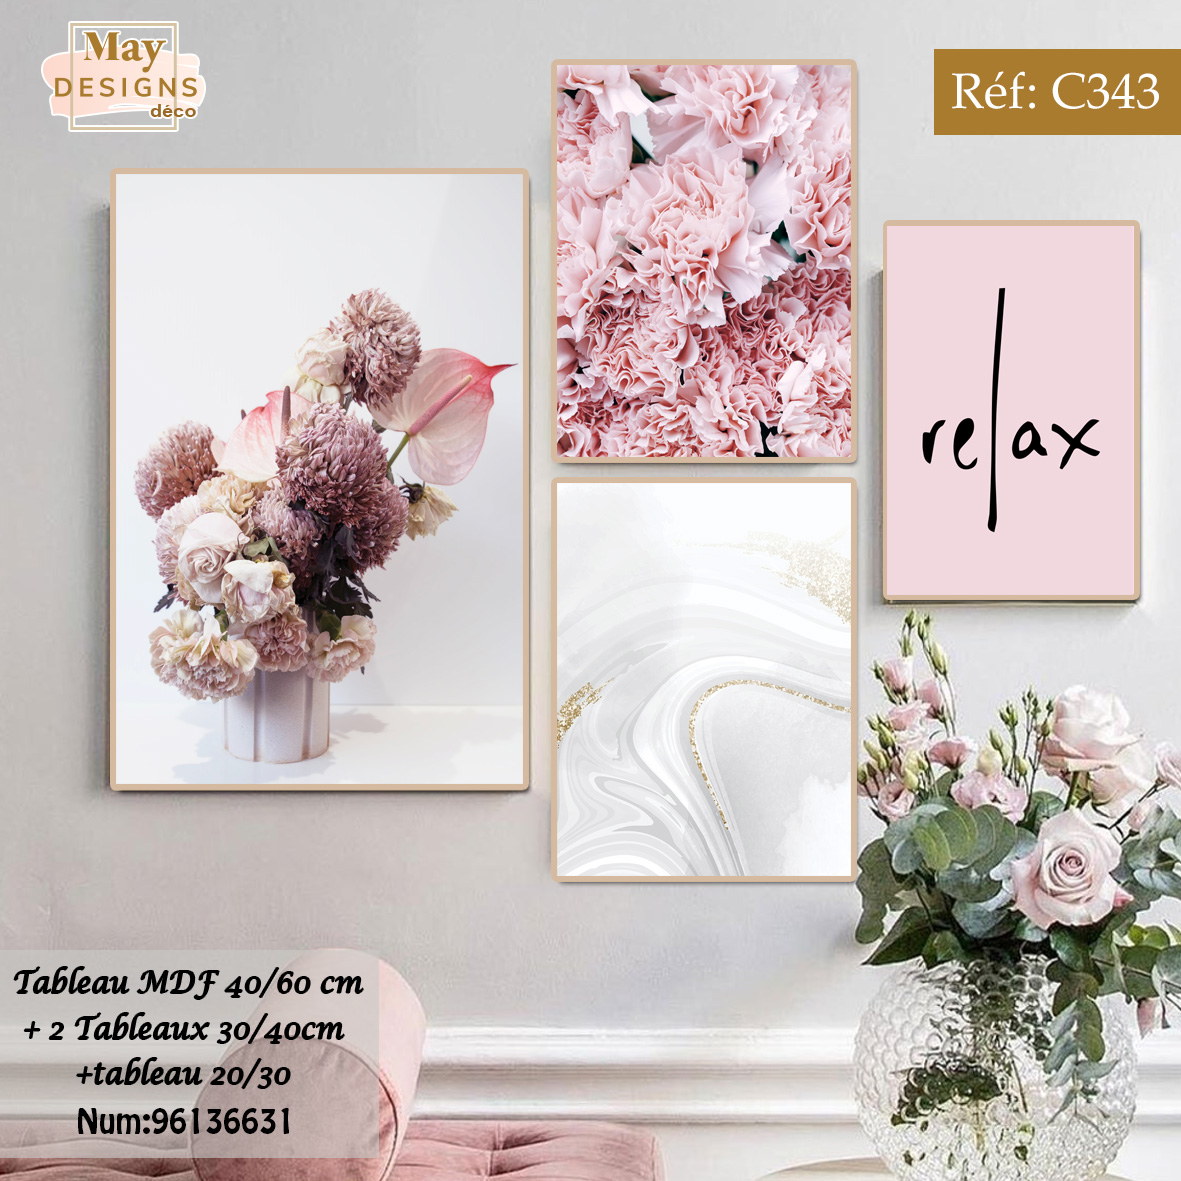 May
DESIGNS
déco
Réf: C343
relax
Tableau MDF 40/60 cm
+ 2 Tableaux 30/40cm
+tableau 20/30
Num:96136631